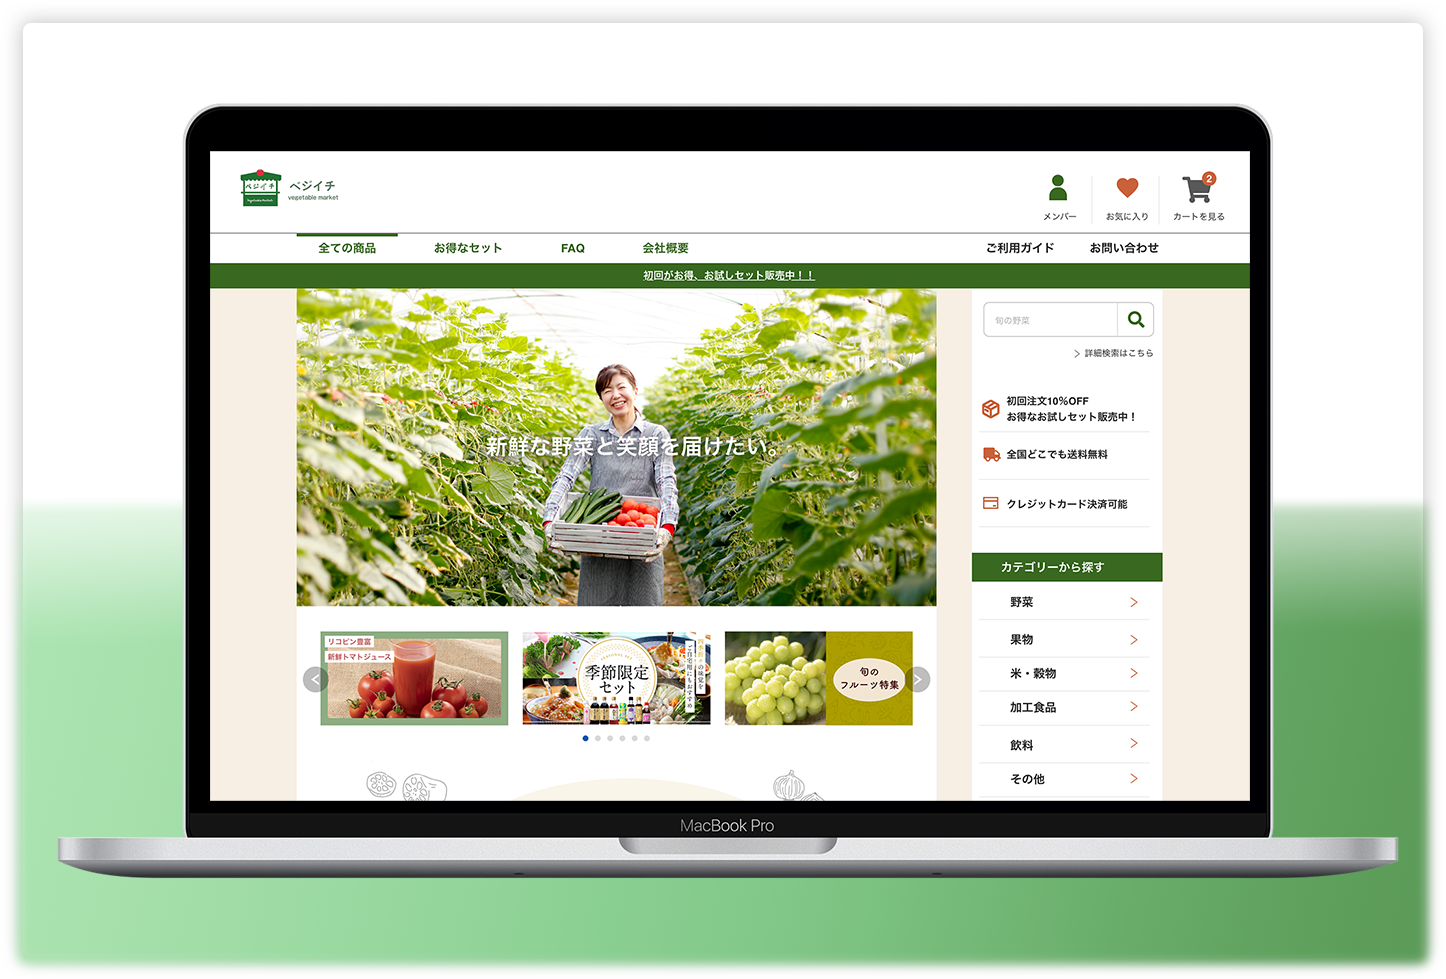 ベジイチ
Vegetable Market
ベジイチ
vegetable market
メンバー
お気に入り
2
カートを見る
全ての商品
お得なセット
FAQ
会社概要
ご利用ガイド
お問い合わせ
初回がお得、お試しセット販売中！！
新鮮な野菜と笑顔を届けたい。
旬の野菜
> 詳細検索はこちら
初回注文10%OFF
お得なお試しセット販売中！
全国どこでも送料無料
クレジットカード決済可能
カテゴリーから探す
野菜
果物
米・穀物
加工食品
飲料
その他
リコピン豊富
新鮮トマトジュース
季節限定
セット
の味覚を
ご自宅用にもおすすめ
旬の
フルーツ特集
MacBook Pro